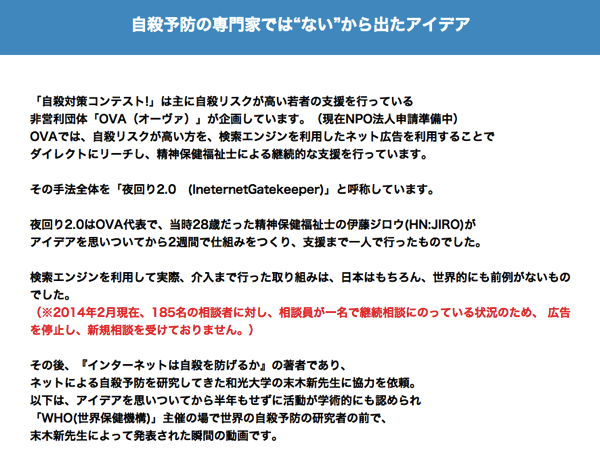 自殺予防の専門家では“ない”から出たアイデア
「自殺対策コンテスト!」は主に自殺リスクが高い若者の支援を行っている
非営利団体「OVA（オーヴァ）」が企画しています。（現在NPO法人申請準備中）
OVAでは、自殺リスクが高い方を、検索エンジンを利用したネット広告を利用することで
ダイレクトにリーチし、精神保健福祉士による継続的な支援を行っています。
その手法全体を「夜回り2.0　(IneternetGatekeeper)」と呼称しています。
夜回り2.0はOVA代表で、当時28歳だった精神保健福祉士の伊藤ジロウ(HN:JIRO)が
アイデアを思いついてから2週間で仕組みをつくり、支援まで一人で行ったものでした。
検索エンジンを利用して実際、介入まで行った取り組みは、日本はもちろん、世界的にも前例がないもの
でした。
（※2014年2月現在、185名の相談者に対し、相談員が一名で継続相談にのっている状況のため、 広告
を停止し、新規相談を受けておりません。）
その後、『インターネットは自殺を防げるか』の著者であり、
ネットによる自殺予防を研究してきた和光大学の末木新先生に協力を依頼。
以下は、アイデアを思いついてから半年もせずに活動が学術的にも認められ
「WHO(世界保健機構)」主催の場で世界の自殺予防の研究者の前で、
末木新先生によって発表された瞬間の動画です。